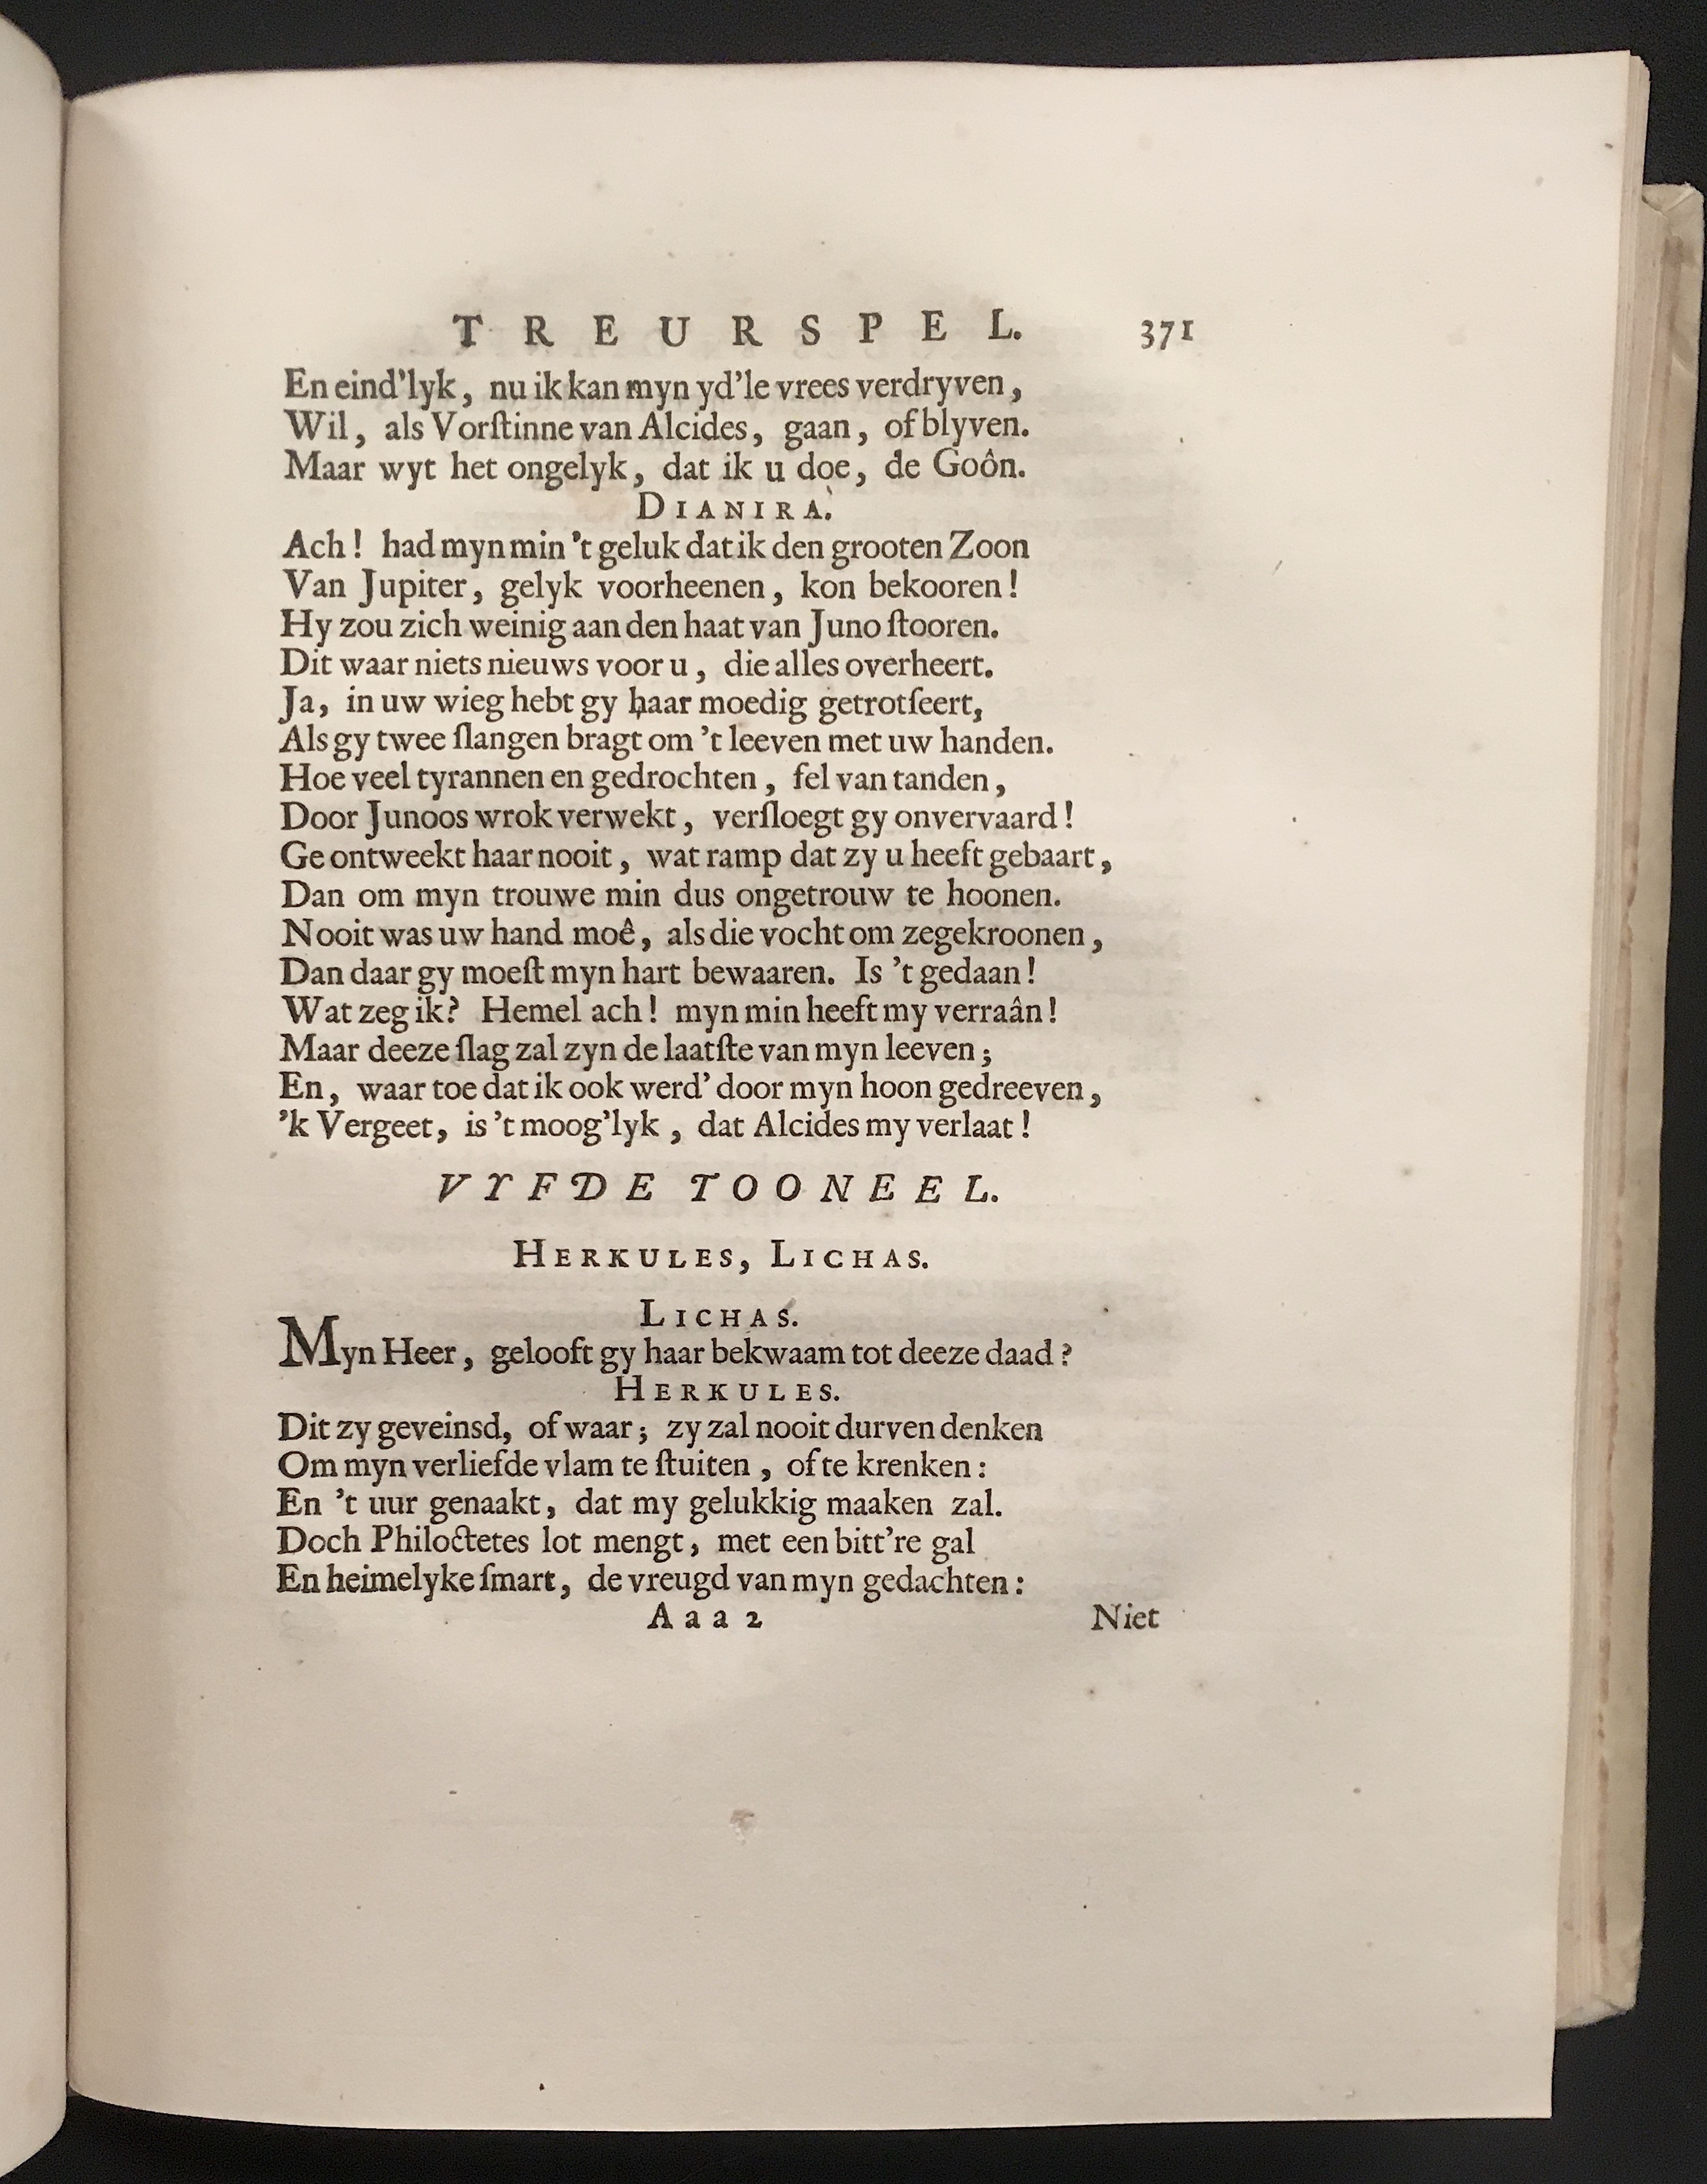 TREURSPEL. 371
En eind'lyk, nu ik kan myn yd'le vrees verdryven,
Wil, als Vorſtinne van Alcides, gaan, of blyven.
Maar wyt het ongelyk, dat ik u doe, de Goôn.
DIANIRA.
Ach! had myn min 't geluk dat ik den grooten Zoon
Van Jupiter, gelyk voorheenen, kon bekooren!
Hy zou zich weinig aan den haat van Juno ſtooren.
Dit waar niets nieuws voor u, die alles overheert.
Ja, in uw wieg hebt gy haar moedig getrotſeert,
Als gy twee ſlangen bragt om 't leeven met uw handen.
Hoe veel tyrannen en gedrochten, fel van tanden,
Door Junoos wrok verwekt, verſloegt gy onvervaard!
Ge ontweekt haar nooit, wat ramp dat zy u heeft gebaart,
Dan om myn trouwe min dus ongetrouw te hoonen.
Nooit was uw hand moê, als die vocht om zegekroonen,
Dan daar gy moeſt myn hart bewaaren. Is 't gedaan!
Wat zeg ik? Hemel ach! myn min heeft my verraân!
Maar deeze ſlag zal zyn de laatſte van myn leeven;
En, waar toe dat ik ook werd' door myn hoon gedreeven,
'k Vergeet, is 't moog'lyk, dat Alcides my verlaat!
VYFDE TOONEEL.
HERKULES, LICHAS.
LICHAS.
Myn Heer, gelooft gy haar bekwaam tot deeze daad?
HERKULES.
Dit zy geveinsd, of waar; zy zal nooit durven denken
Om myn verliefde vlam te ſtuiten, of te krenken:
En 't uur genaakt, dat my gelukkig maaken zal.
Doch Philoctetes lot mengt, met een bitt're gal
En heimelyke ſmart, de vreugd van myn gedachten:
Aaa 2 Niet